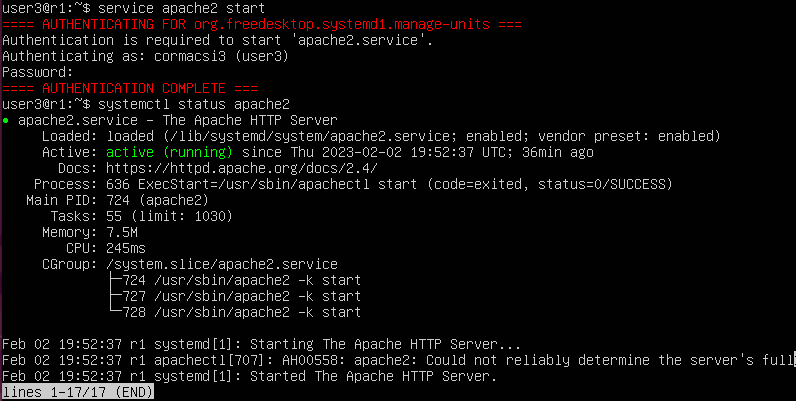 user3@r1:~$ service apache2 start
==== AUTHENTICATING FOR org.freedesktop.systemd1.manage-units ===
Authentication is required to start 'apache2.service'.
Authenticating as: cormacsi3 (user3)
Password:
==== AUTHENTICATION COMPLETE ===
user3@r1:~$ systemctl status apache2
● apache2.service - The Apache HTTP Server
     Loaded: loaded (/lib/systemd/system/apache2.service; enabled; vendor preset: enabled)
     Active: active (running) since Thu 2023-02-02 19:52:37 UTC; 36min ago
       Docs: https://httpd.apache.org/docs/2.4/
    Process: 636 ExecStart=/usr/sbin/apachectl start (code=exited, status=0/SUCCESS)
   Main PID: 724 (apache2)
      Tasks: 55 (limit: 1030)
     Memory: 7.5M
        CPU: 245ms
     CGroup: /system.slice/apache2.service
             ├─724 /usr/sbin/apache2 -k start
             ├─727 /usr/sbin/apache2 -k start
             └─728 /usr/sbin/apache2 -k start
Feb 02 19:52:37 r1 systemd[1]: Starting The Apache HTTP Server...
Feb 02 19:52:37 r1 apachectl[707]: AH00558: apache2: Could not reliably determine the server's full
Feb 02 19:52:37 r1 systemd[1]: Started The Apache HTTP Server.
lines 1-17/17 (END)